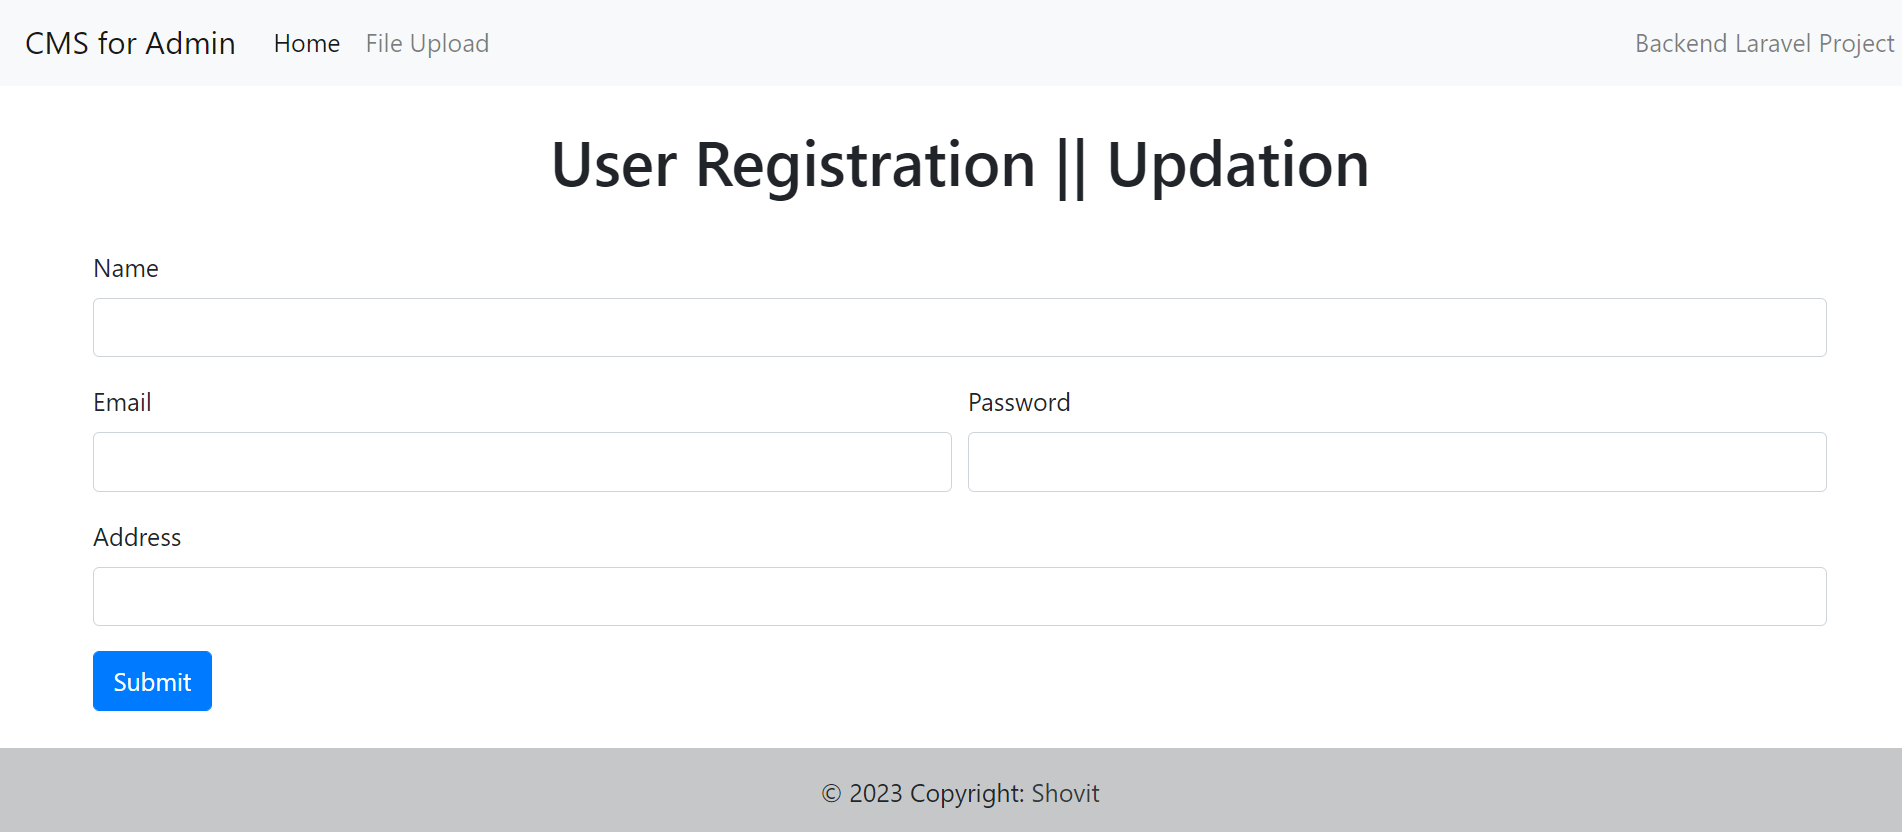 CMS for Admin Home File Upload Backend Laravel Project
User Registration || Updation
Name
Email Password
Address
Submit
© 2023 Copyright: Shovit